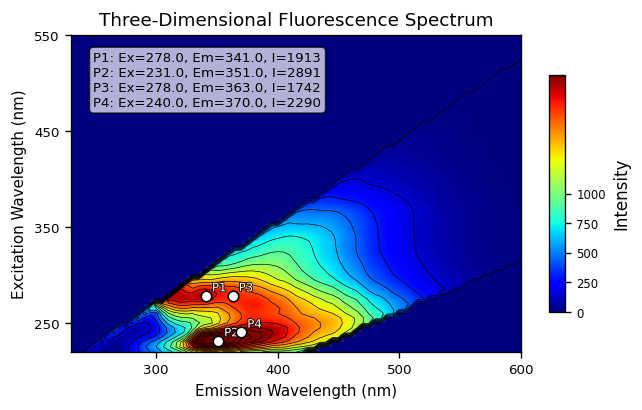 Three-Dimensional Fluorescence Spectrum
550
450
350
250
Excitation Wavelength (nm)
P1: Ex=278.0, Em=341.0, I=1913
P2: Ex=231.0, Em=351.0, I=2891
P3: Ex=278.0, Em=363.0, I=1742
P4: Ex=240.0, Em=370.0, I=2290
P1 P3
P4
P2
300 400 500 600
Emission Wavelength (nm)
1000
750
500
250
0
Intensity